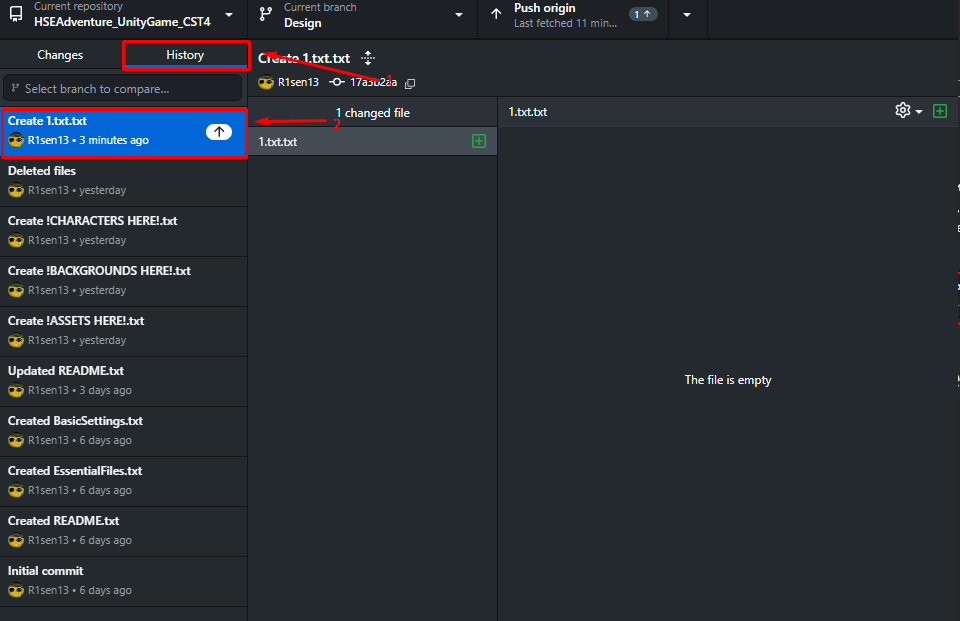 Current repository
HSEAdventure_UnityGame_CST4
Current branch
Design
Push origin
Last fetched 11 min...
1
Changes
History
Select branch to compare...
Create 1.txt.txt
R1sen13 • 3 minutes ago
Deleted files
R1sen13 • yesterday
Create !CHARACTERS HERE!.txt
R1sen13 • yesterday
Create !BACKGROUNDS HERE!.txt
R1sen13 • yesterday
Create !ASSETS HERE!.txt
R1sen13 • yesterday
Updated README.txt
R1sen13 • 3 days ago
Created BasicSettings.txt
R1sen13 • 6 days ago
Created EssentialFiles.txt
R1sen13 • 6 days ago
Created README.txt
R1sen13 • 6 days ago
Initial commit
R1sen13 • 6 days ago
Create 1.txt.txt
R1sen13 17a3b2aa
1
1 changed file
2
1.txt.txt
1.txt.txt
The file is empty